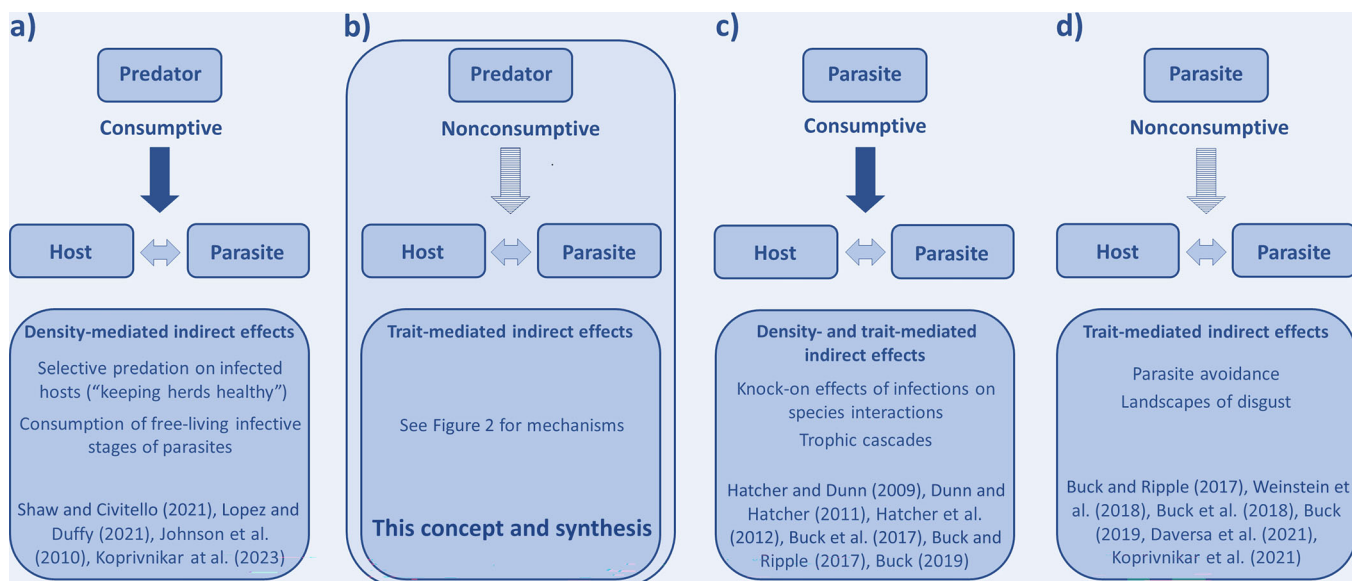 a)
Predator
Consumptive
Host
Parasite
Density-mediated indirect effects
Selective predation on infected
hosts (“keeping herds healthy”)
Consumption of free-living infective
stages of parasites
Shaw and Civitello (2021), Lopez and
Duffy (2021), Johnson et al.
(2010), Koprivnikar at al. (2023)
b)
Predator
Nonconsumptive
Host
Parasite
Trait-mediated indirect effects
See Figure 2 for mechanisms
This concept and synthesis
c)
Parasite
Consumptive
Host
Parasite
Density- and trait-mediated
indirect effects
Knock-on effects of infections on
species interactions
Trophic cascades
Hatcher and Dunn (2009), Dunn and
Hatcher (2011), Hatcher et al.
(2012), Buck et al. (2017), Buck and
Ripple (2017), Buck (2019)
d)
Parasite
Nonconsumptive
Host
Parasite
Trait-mediated indirect effects
Parasite avoidance
Landscapes of disgust
Buck and Ripple (2017), Weinstein et
al. (2018), Buck et al. (2018), Buck
(2019, Daversa et al. (2021),
Koprivnikar et al. (2021)